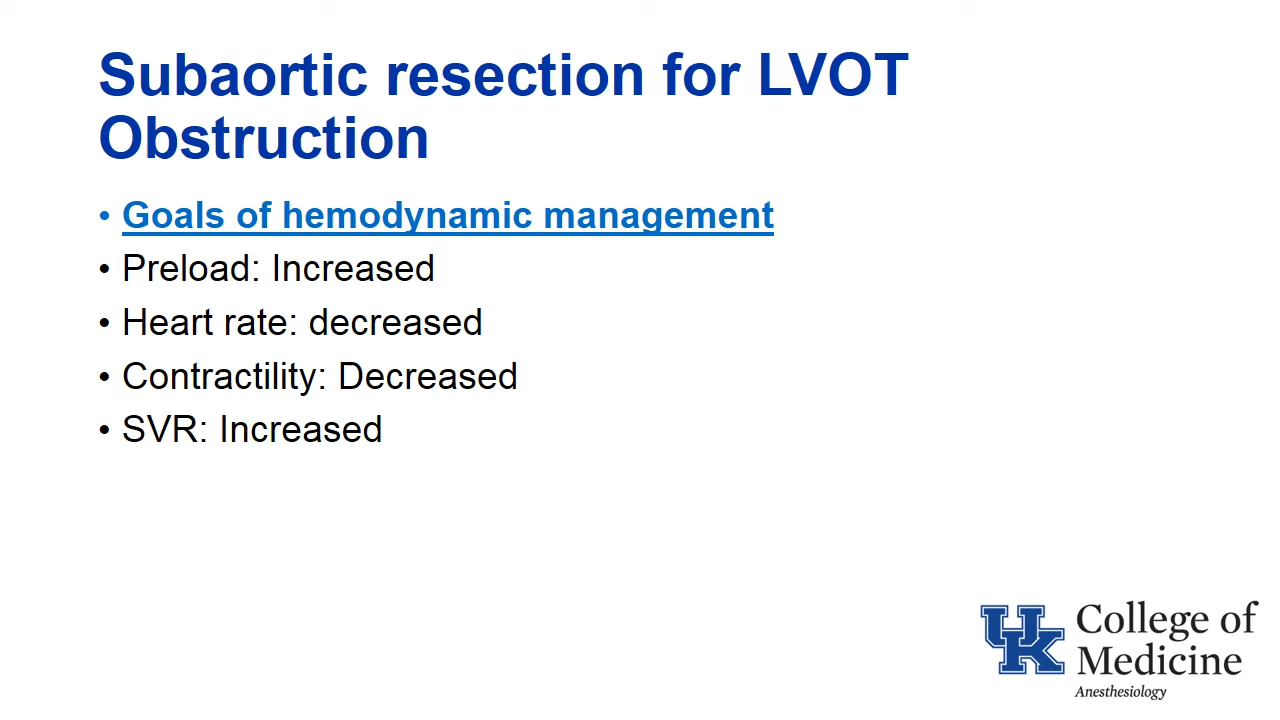 Subaortic resection for LVOT
Obstruction
• Goals of hemodynamic management
• Preload: Increased
• Heart rate: decreased
• Contractility: Decreased
• SVR: Increased
UK
College of
Medicine
Anesthesiology